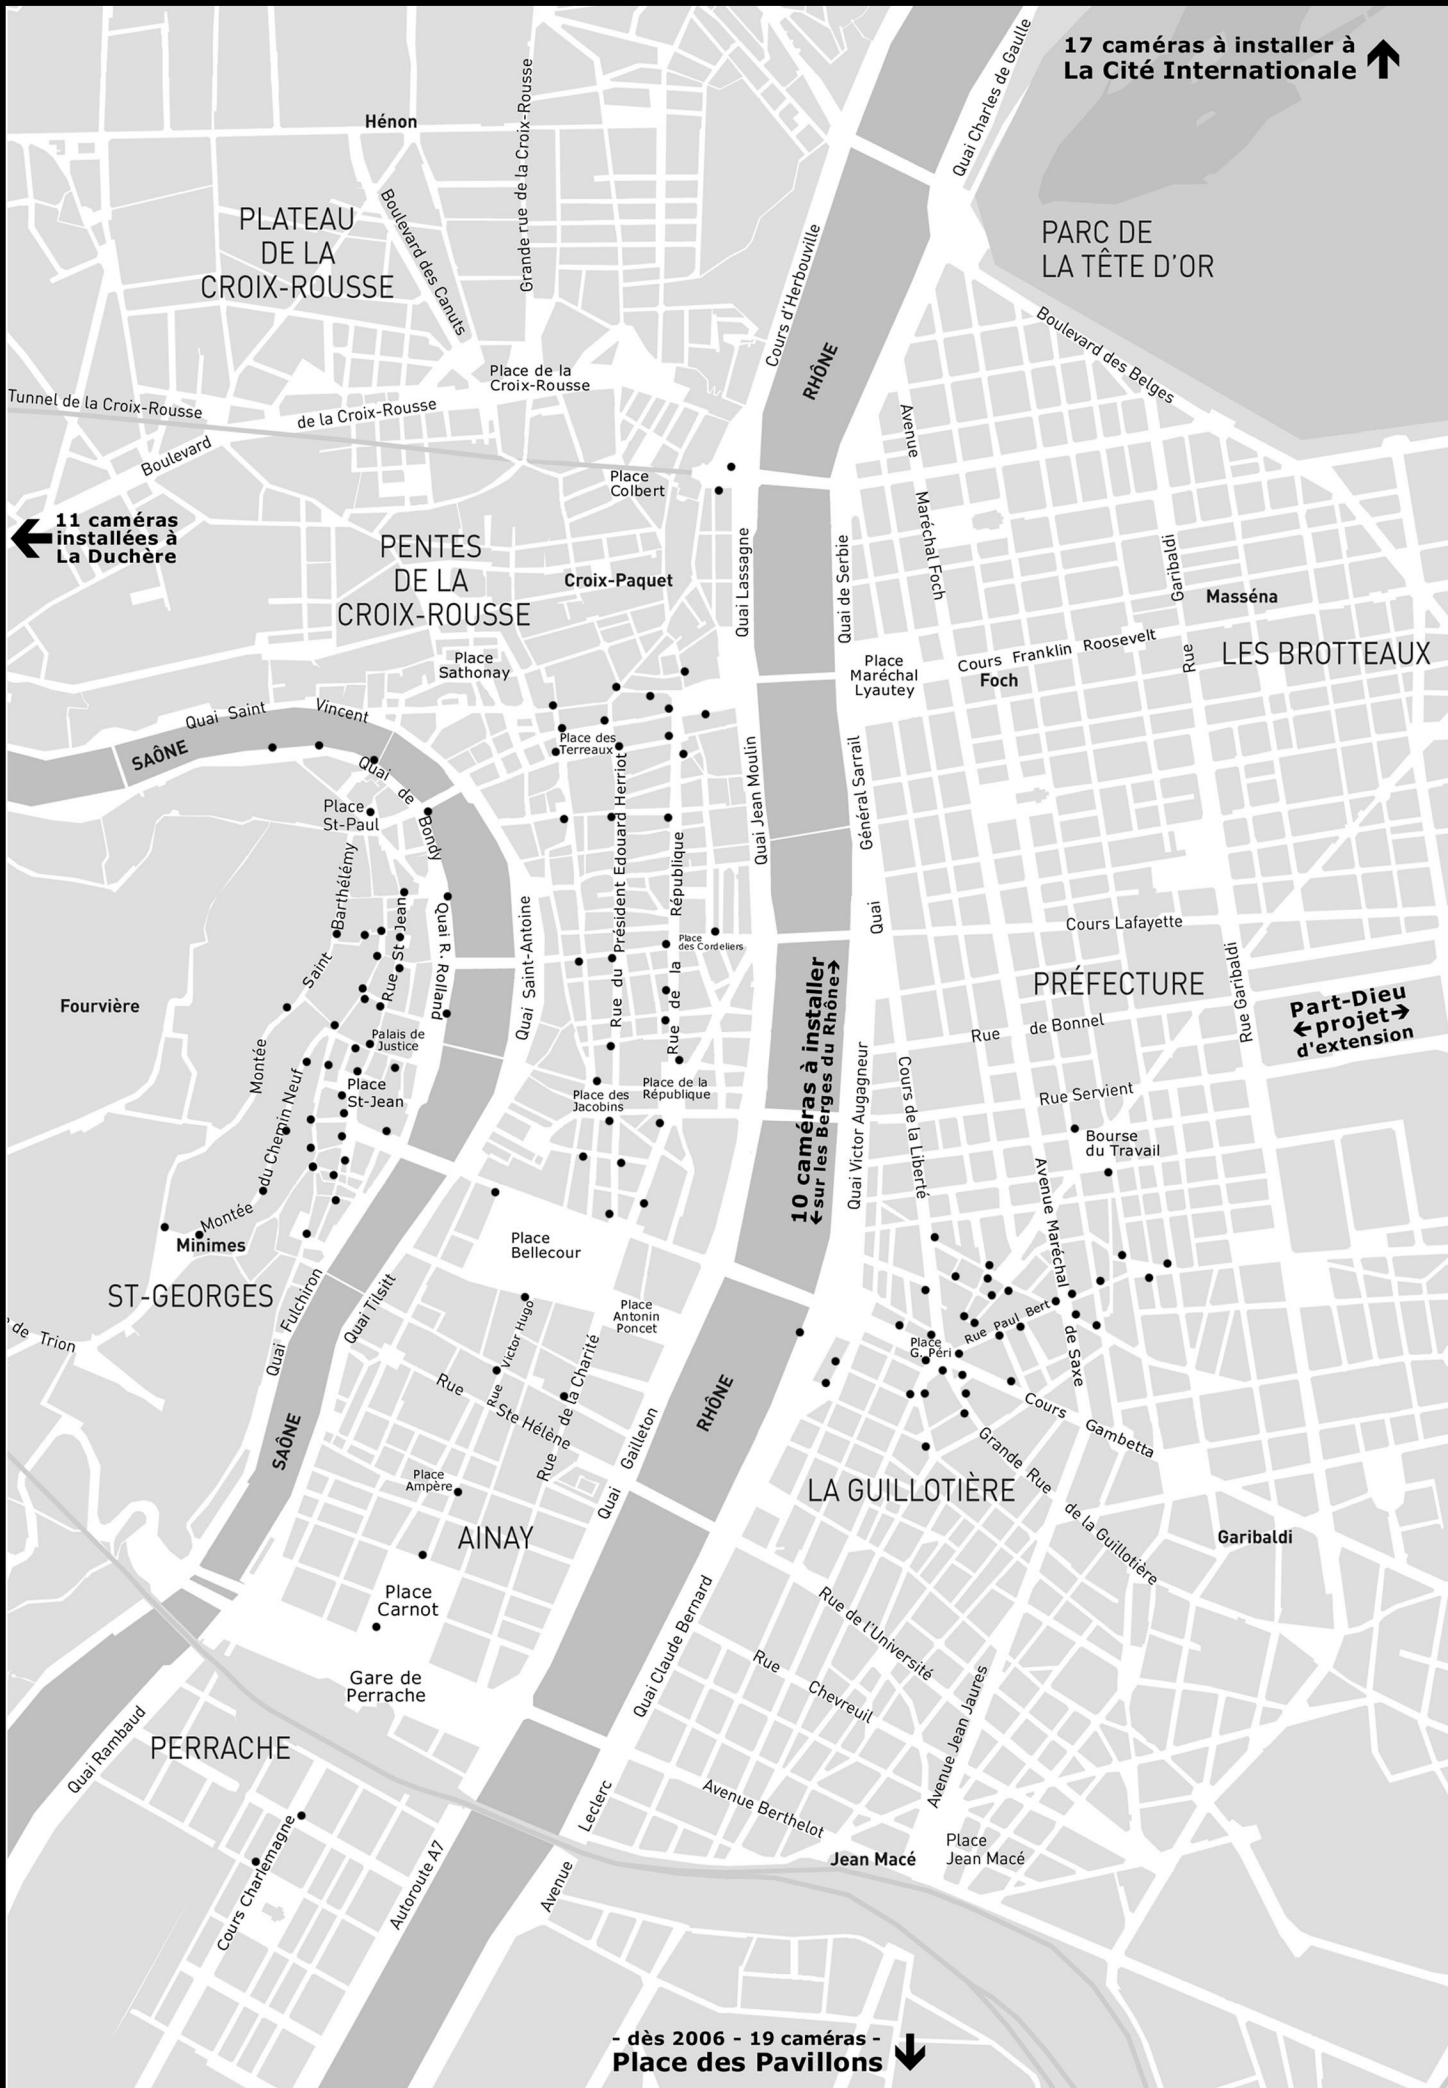 17 caméras à installer à
La Cité Internationale
Quai Charles de Gaulle
Hénon
Grande rue de la Croix-Rousse
PLATEAU
DE LA
CROIX-ROUSSE
Boulevard des Canuts
Cours d'Herbouville
PARC DE
LA TÊTE D'OR
RHÔNE
Boulevard des Belges
Place de la
Croix-Rousse
Tunnel de la Croix-Rousse
Boulevard
de la Croix-Rousse
Avenue
Maréchal Foch
Place
Colbert
11 caméras
installées à
La Duchère
PENTES
DE LA
CROIX-ROUSSE
Croix-Paquet
Quai Lassagne
Quai de Serbie
Garibaldi
Rue
Masséna
LES BROTTEAUX
Cours Franklin Roosevelt
Foch
Place
Maréchal
Lyautey
Place
Sathonay
Quai Saint
Vincent
SAÔNE
Quai
de
Bondy
Place des
Terreaux
Place
St-Paul
Quai Jean Moulin
Général Sarrail
Quai
Rue du Président Edouard Herriot
Rue de la République
Barthélémy
Saint
Montée
Rue St-Jean
Quai R. Rolland
Quai Saint-Antoine
Place
des Cordeliers
Cours Lafayette
PRÉFECTURE
Rue Garibaldi
Part-Dieu
projet
d'extension
Fourvière
Rue de Bonnel
10 caméras à installer
sur les Berges du Rhône
Palais de
Justice
Place
St-Jean
Montée
du Chemin Neuf
Place de la
République
Place des
Jacobins
Quai Victor Augagneur
Cours de la Liberté
Rue Servient
Bourse
du Travail
Avenue Maréchal
de Saxe
Minimes
Place
Bellecour
ST-GEORGES
Quai Fulchiron
Quai Tilsitt
de Trion
Place
Antonin
Poncet
Rue Victor Hugo
Rue de la Charité
Rue
Ste Hélène
Rue Paul Bert
Place
G. Péri
Cours Gambetta
Grande Rue de la Guillotière
RHÔNE
SAÔNE
Quai Gailleton
Place
Ampère
LA GUILLOTIÈRE
AINAY
Garibaldi
Place
Carnot
Rue de l'Université
Quai Claude Bernard
Rue
Chevreuil
Gare de
Perrache
Avenue Jean Jaures
Quai Rambaud
PERRACHE
Avenue Berthelot
Avenue
Leclerc
Cours Charlemagne
Autoroute A7
Jean Macé
Place
Jean Macé
- dès 2006 - 19 caméras -
Place des Pavillons